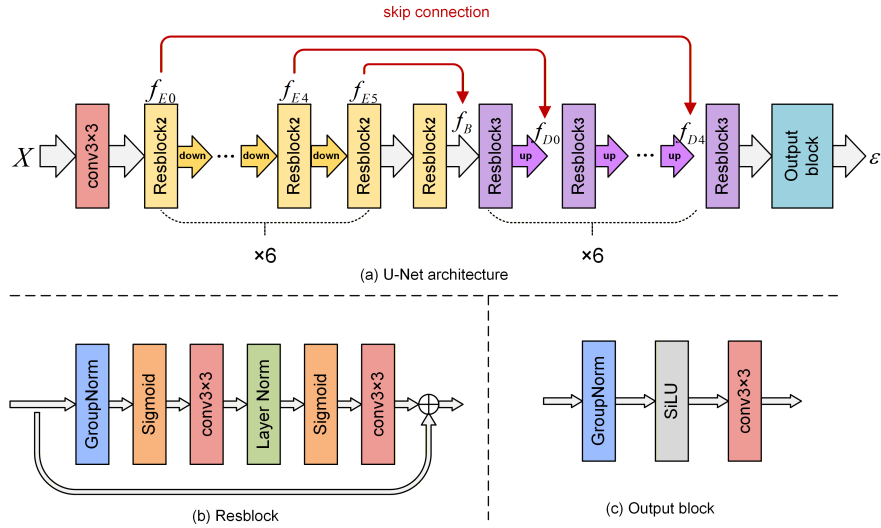 skip connection
f_E0
f_E4
f_E5
f_B
f_D0
f_D4
X
conv3×3
Resblock2
down
...
down
Resblock2
down
Resblock2
Resblock2
Resblock3
up
Resblock3
up
...
up
Resblock3
Output
block
ε
×6
×6
(a) U-Net architecture
GroupNorm
Sigmoid
conv3×3
Layer Norm
Sigmoid
conv3×3
(b) Resblock
GroupNorm
SiLU
conv3×3
(c) Output block